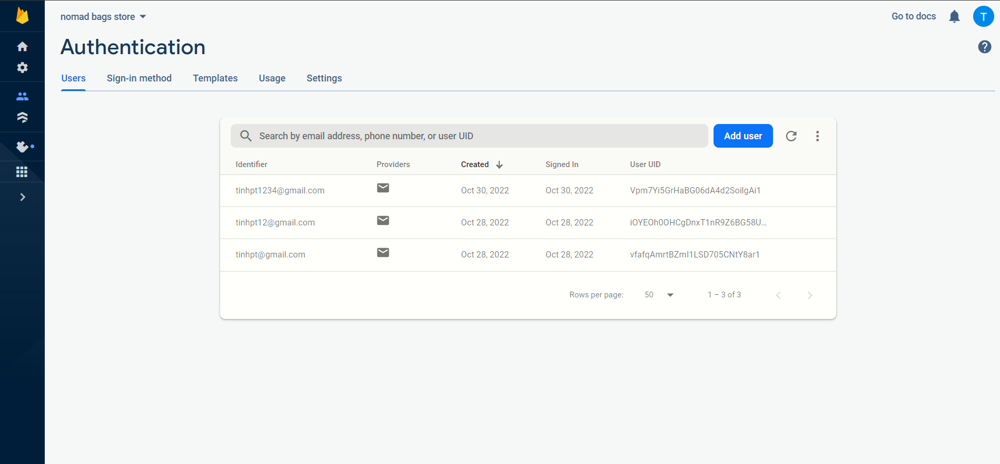 nomad bags store
Go to docs
T
Authentication
?
Users Sign-in method Templates Usage Settings
Search by email address, phone number, or user UID
Add user
Identifier Providers Created Signed In User UID
tinhpt1234@gmail.com Oct 30, 2022 Oct 30, 2022 Vpm7Yi5GrHaBG06dA4d2SoilgAi1
tinhpt12@gmail.com Oct 28, 2022 Oct 28, 2022 iOYEOh0OHCgDnxT1nR9Z6BG58U...
tinhpt@gmail.com Oct 28, 2022 Oct 28, 2022 vfafqAmrtBZmI1LSD705CNtY8ar1
Rows per page: 50 1 – 3 of 3